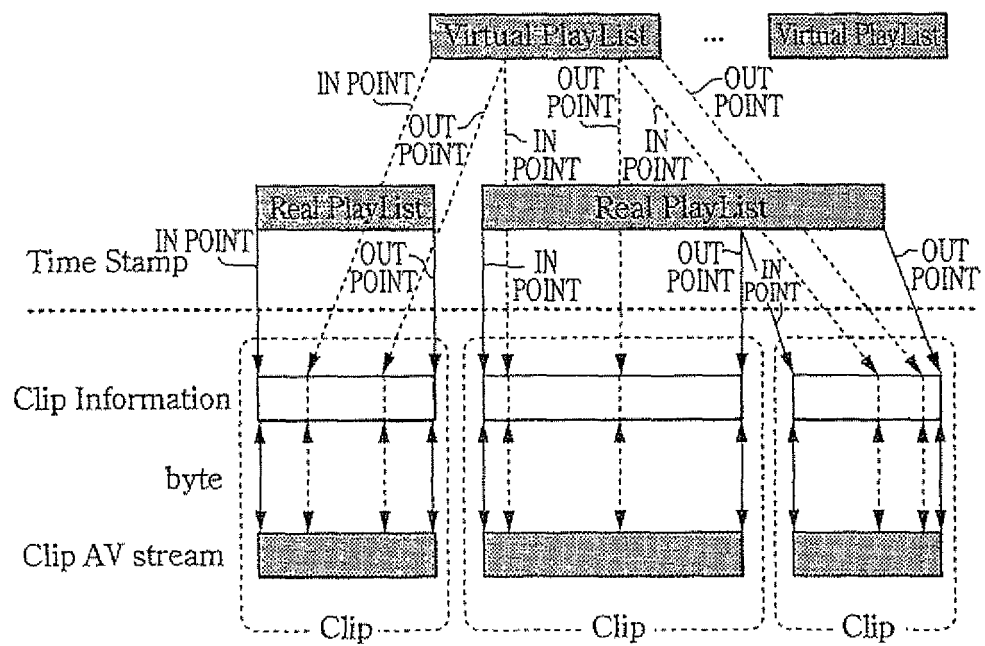 Virtual PlayList
...
Virtual PlayList
IN POINT
OUT
POINT
IN
POINT
OUT
POINT
IN
POINT
OUT
POINT
Real PlayList
Real PlayList
Time Stamp
IN POINT
OUT
POINT
IN
POINT
OUT
POINT
IN
POINT
OUT
POINT
Clip Information
byte
Clip AV stream
Clip
Clip
Clip